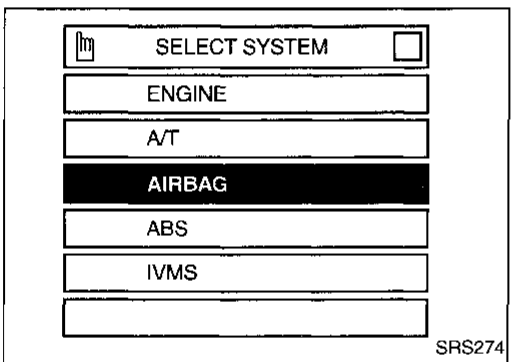 SELECT SYSTEM
ENGINE
A/T
AIRBAG
ABS
IVMS
SRS274